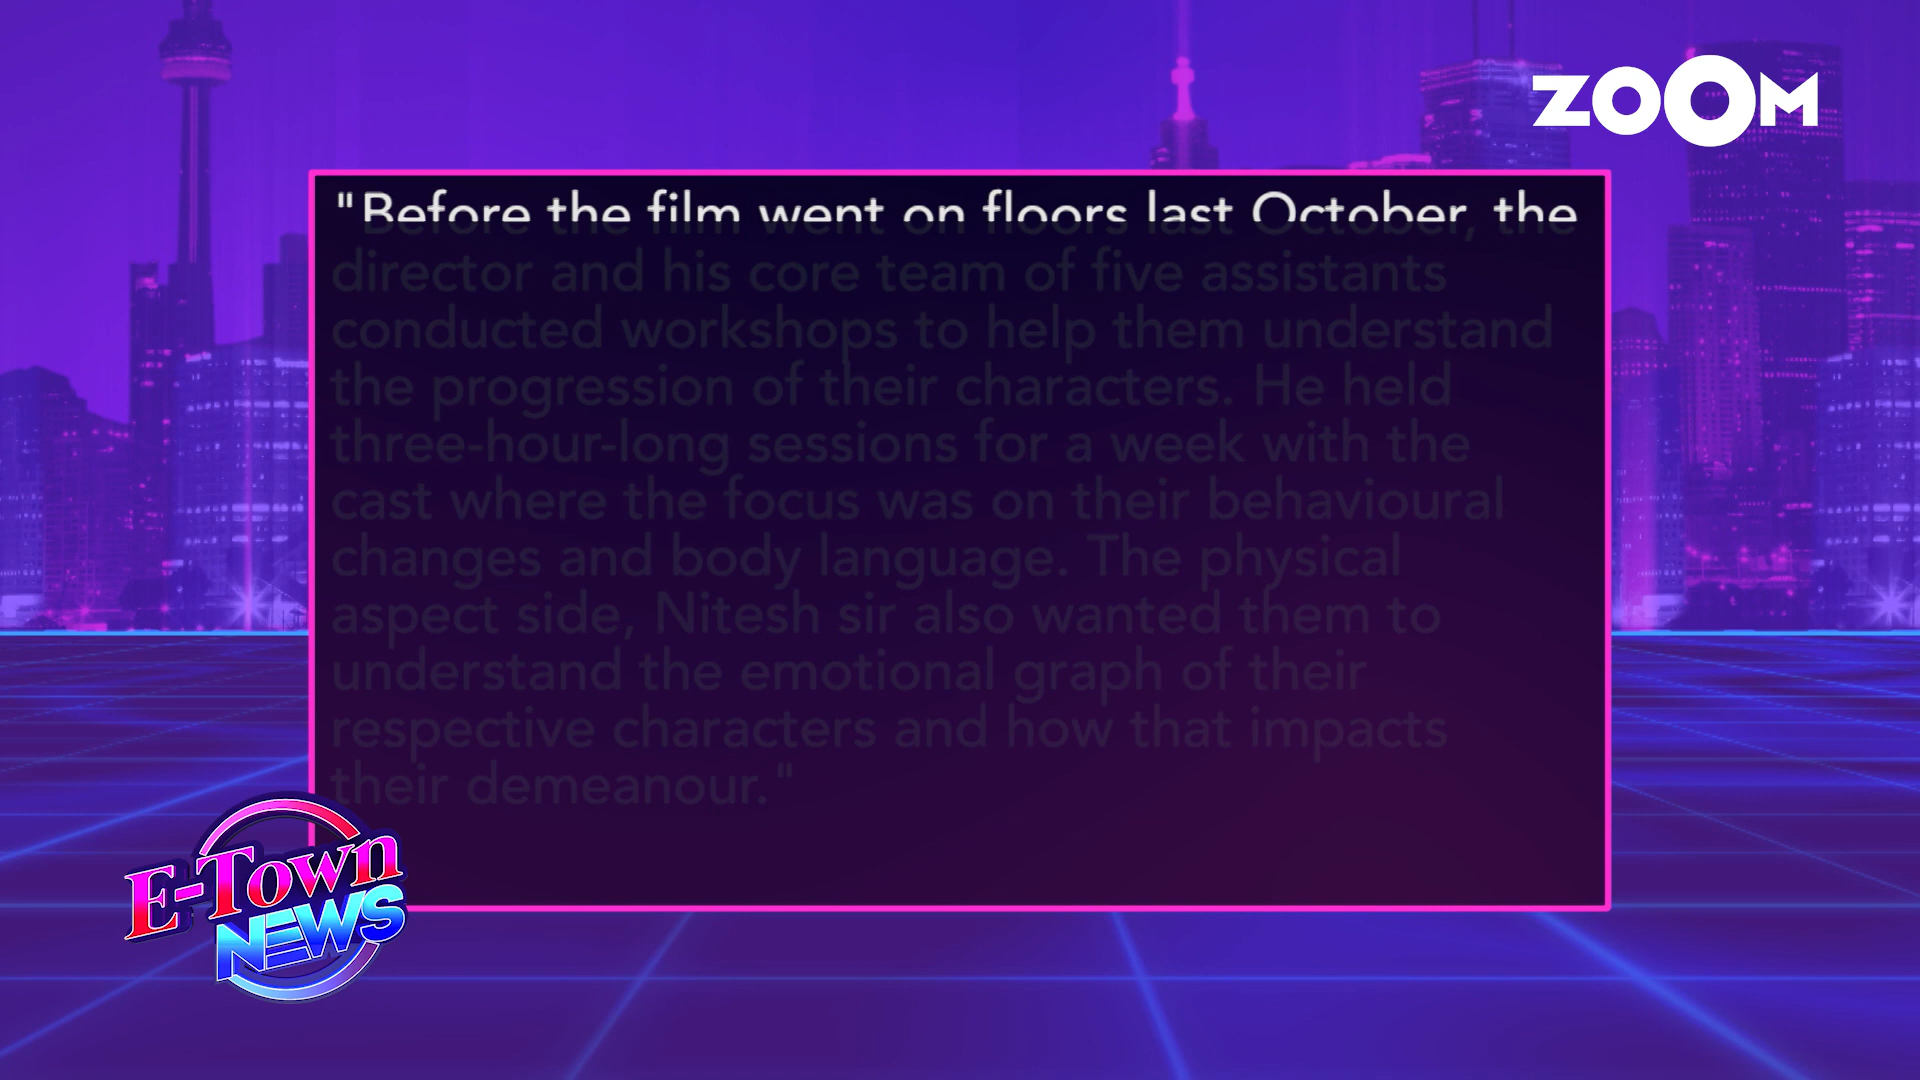 ZOOM
"Before the film went on floors last October, the
director and his core team of five assistants
conducted workshops to help them understand
the progression of their characters. He held
three-hour-long sessions for a week with the
cast where the focus was on their behavioural
changes and body language. The physical
aspect side, Nitesh sir also wanted them to
understand the emotional graph of their
respective characters and how that impacts
their demeanour."
E-Town
NEWS